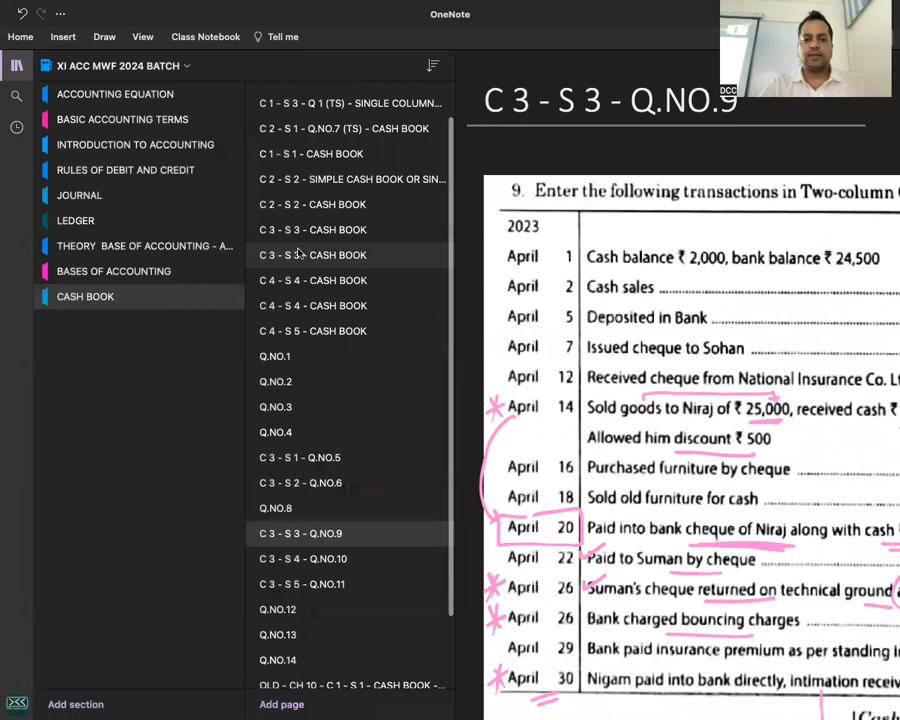 OneNote
Home Insert Draw View Class Notebook Tell me
XI ACC MWF 2024 BATCH
ACCOUNTING EQUATION
BASIC ACCOUNTING TERMS
INTRODUCTION TO ACCOUNTING
RULES OF DEBIT AND CREDIT
JOURNAL
LEDGER
THEORY BASE OF ACCOUNTING - A...
BASES OF ACCOUNTING
CASH BOOK
Add section
C 1 - S 3 - Q 1 (TS) - SINGLE COLUMN...
C 2 - S 1 - Q.NO.7 (TS) - CASH BOOK
C 1 - S 1 - CASH BOOK
C 2 - S 2 - SIMPLE CASH BOOK OR SIN...
C 2 - S 2 - CASH BOOK
C 3 - S 3 - CASH BOOK
C 3 - S 3 - CASH BOOK
C 4 - S 4 - CASH BOOK
C 4 - S 4 - CASH BOOK
C 4 - S 5 - CASH BOOK
Q.NO.1
Q.NO.2
Q.NO.3
Q.NO.4
C 3 - S 1 - Q.NO.5
C 3 - S 2 - Q.NO.6
Q.NO.8
C 3 - S 3 - Q.NO.9
C 3 - S 4 - Q.NO.10
C 3 - S 5 - Q.NO.11
Q.NO.12
Q.NO.13
Q.NO.14
OLD - CH 10 - C 1 - S 1 - CASH BOOK -...
Add page
DCC
C 3 - S 3 - Q.NO.9
9. Enter the following transactions in Two-column
2023
April 1 Cash balance ₹ 2,000, bank balance ₹ 24,500
April 2 Cash sales
April 5 Deposited in Bank
April 7 Issued cheque to Sohan
April 12 Received cheque from National Insurance Co. Lt
April 14 Sold goods to Niraj of ₹ 25,000, received cash ₹
Allowed him discount ₹ 500
April 16 Purchased furniture by cheque
April 18 Sold old furniture for cash
April 20 Paid into bank cheque of Niraj along with cash ₹
April 22 Paid to Suman by cheque
April 26 Suman's cheque returned on technical ground
April 26 Bank charged bouncing charges
April 29 Bank paid insurance premium as per standing in
April 30 Nigam paid into bank directly, intimation receiv